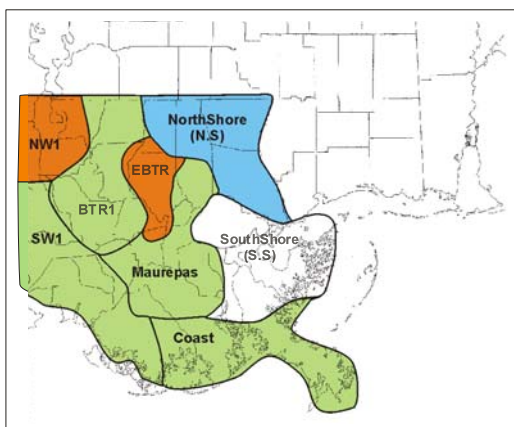 NorthShore
(N.S)
NW1
EBTR
BTR1
SouthShore
(S.S)
SW1
Maurepas
Coast